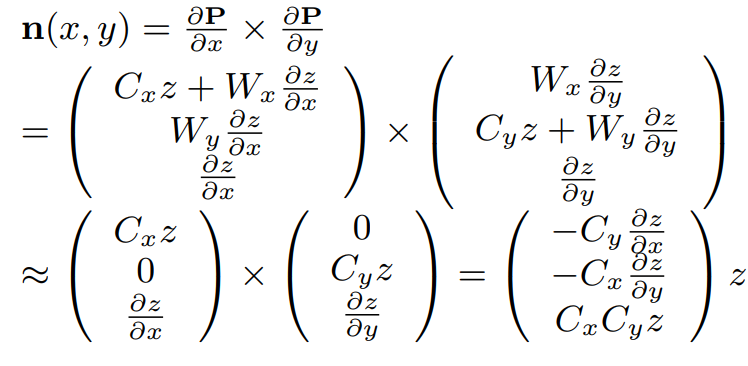 n(x, y) = ∂P/∂x × ∂P/∂y
= ( C_x z + W_x ∂z/∂x ; W_y ∂z/∂x ; ∂z/∂x ) × ( W_x ∂z/∂y ; C_y z + W_y ∂z/∂y ; ∂z/∂y )
≈ ( C_x z ; 0 ; ∂z/∂x ) × ( 0 ; C_y z ; ∂z/∂y ) = ( −C_y ∂z/∂x ; −C_x ∂z/∂y ; C_x C_y z ) z